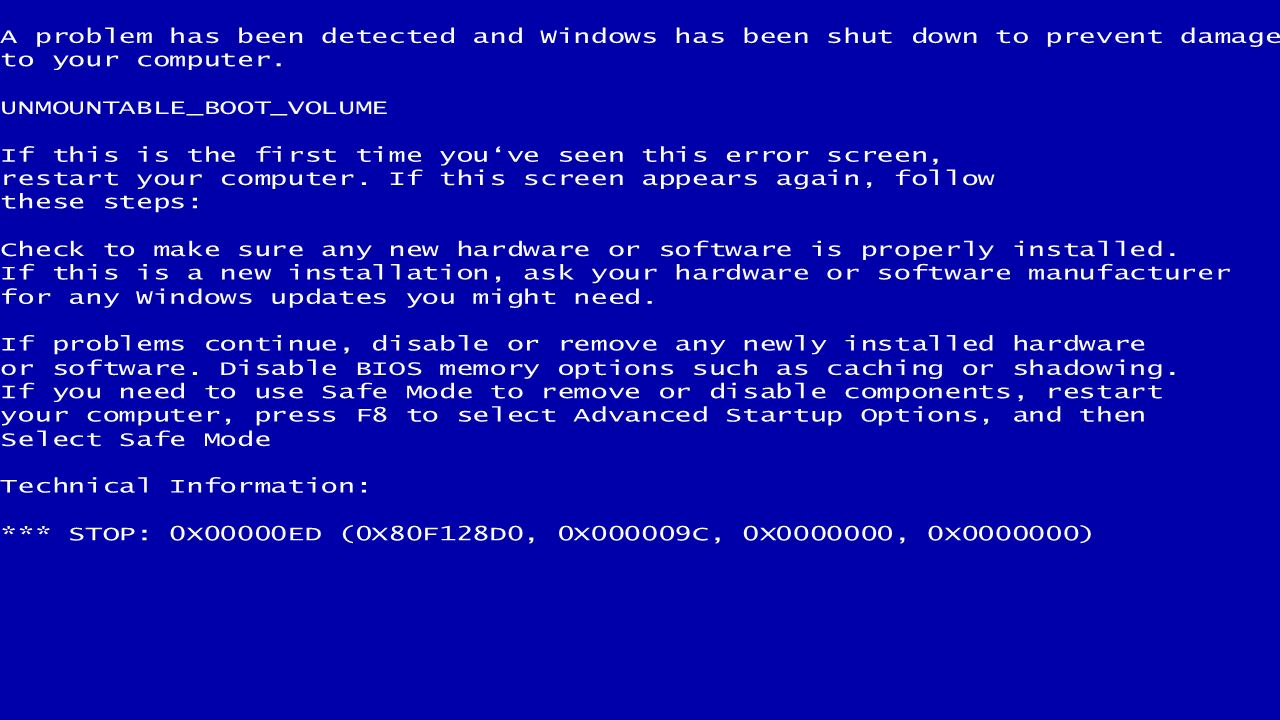 A problem has been detected and Windows has been shut down to prevent damage
to your computer.
UNMOUNTABLE_BOOT_VOLUME
If this is the first time you‘ve seen this error screen,
restart your computer. If this screen appears again, follow
these steps:
Check to make sure any new hardware or software is properly installed.
If this is a new installation, ask your hardware or software manufacturer
for any Windows updates you might need.
If problems continue, disable or remove any newly installed hardware
or software. Disable BIOS memory options such as caching or shadowing.
If you need to use Safe Mode to remove or disable components, restart
your computer, press F8 to select Advanced Startup Options, and then
Select Safe Mode
Technical Information:
*** STOP: 0X00000ED (0X80F128D0, 0X000009C, 0X0000000, 0X0000000)